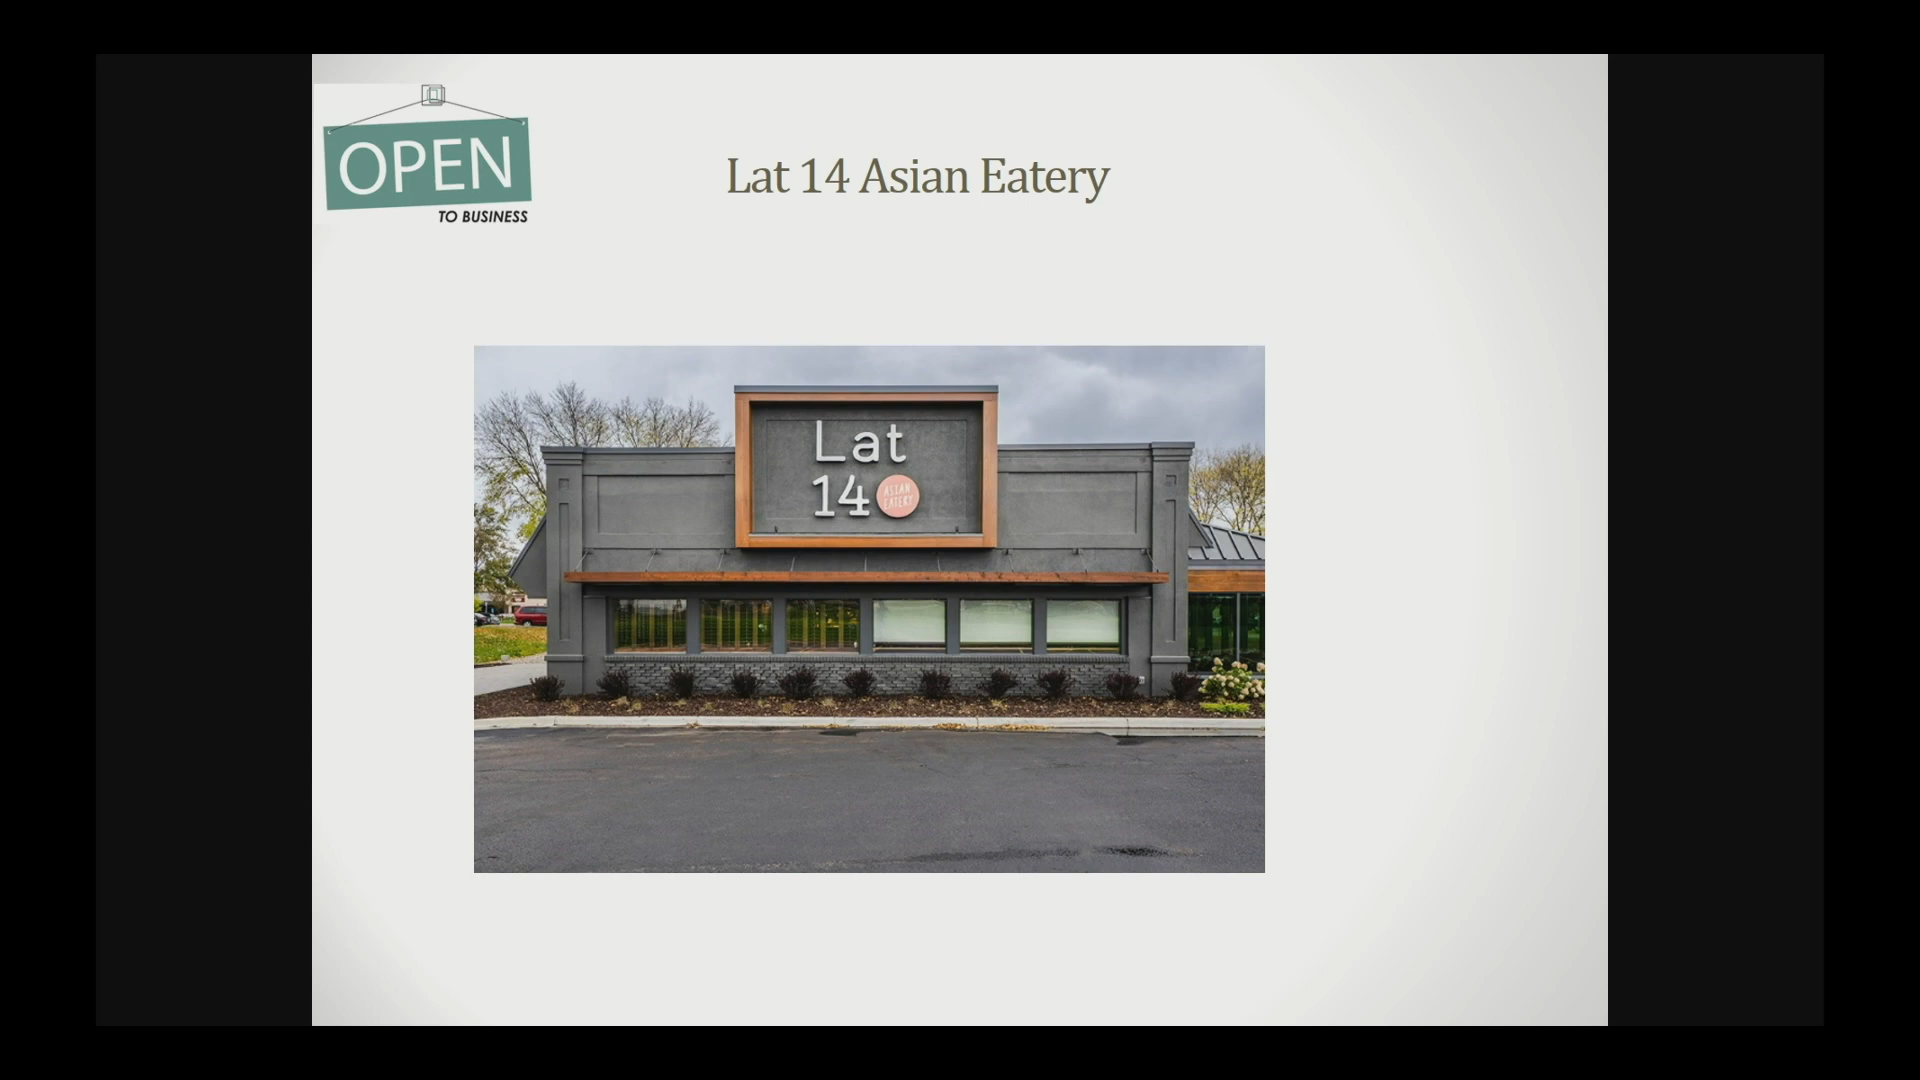 OPEN
TO BUSINESS
Lat 14 Asian Eatery
Lat
14
ASIAN
EATERY